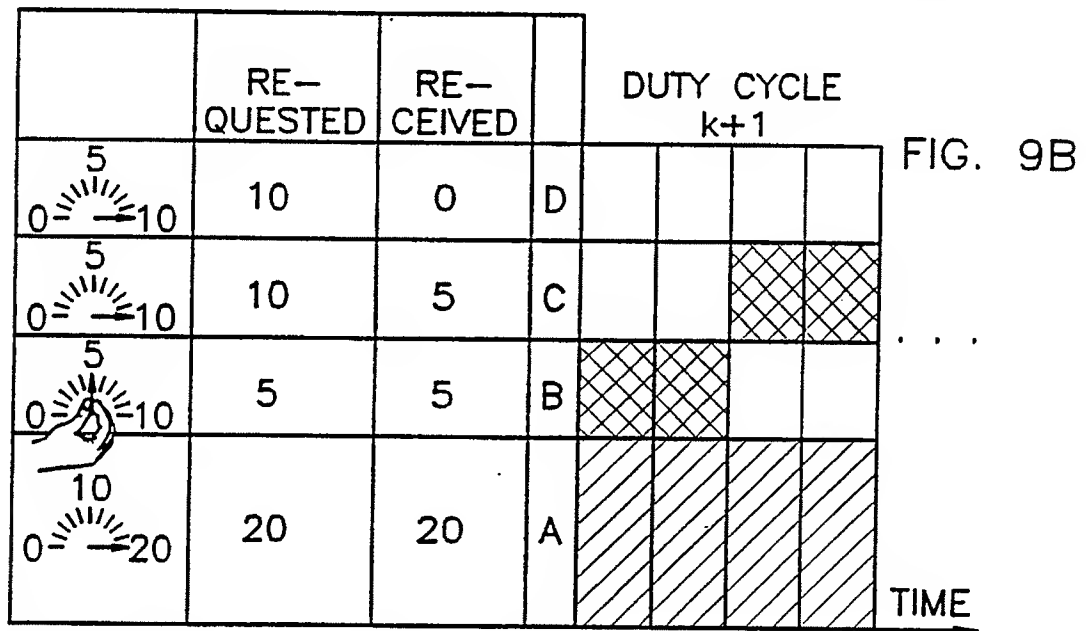 RE— RE—
QUESTED CEIVED
DUTY CYCLE
k+1
FIG. 9B
5
0 10 10 0 D
5
0 10 10 5 C
5
0 10 5 5 B
. . .
10
0 20 20 20 A
TIME